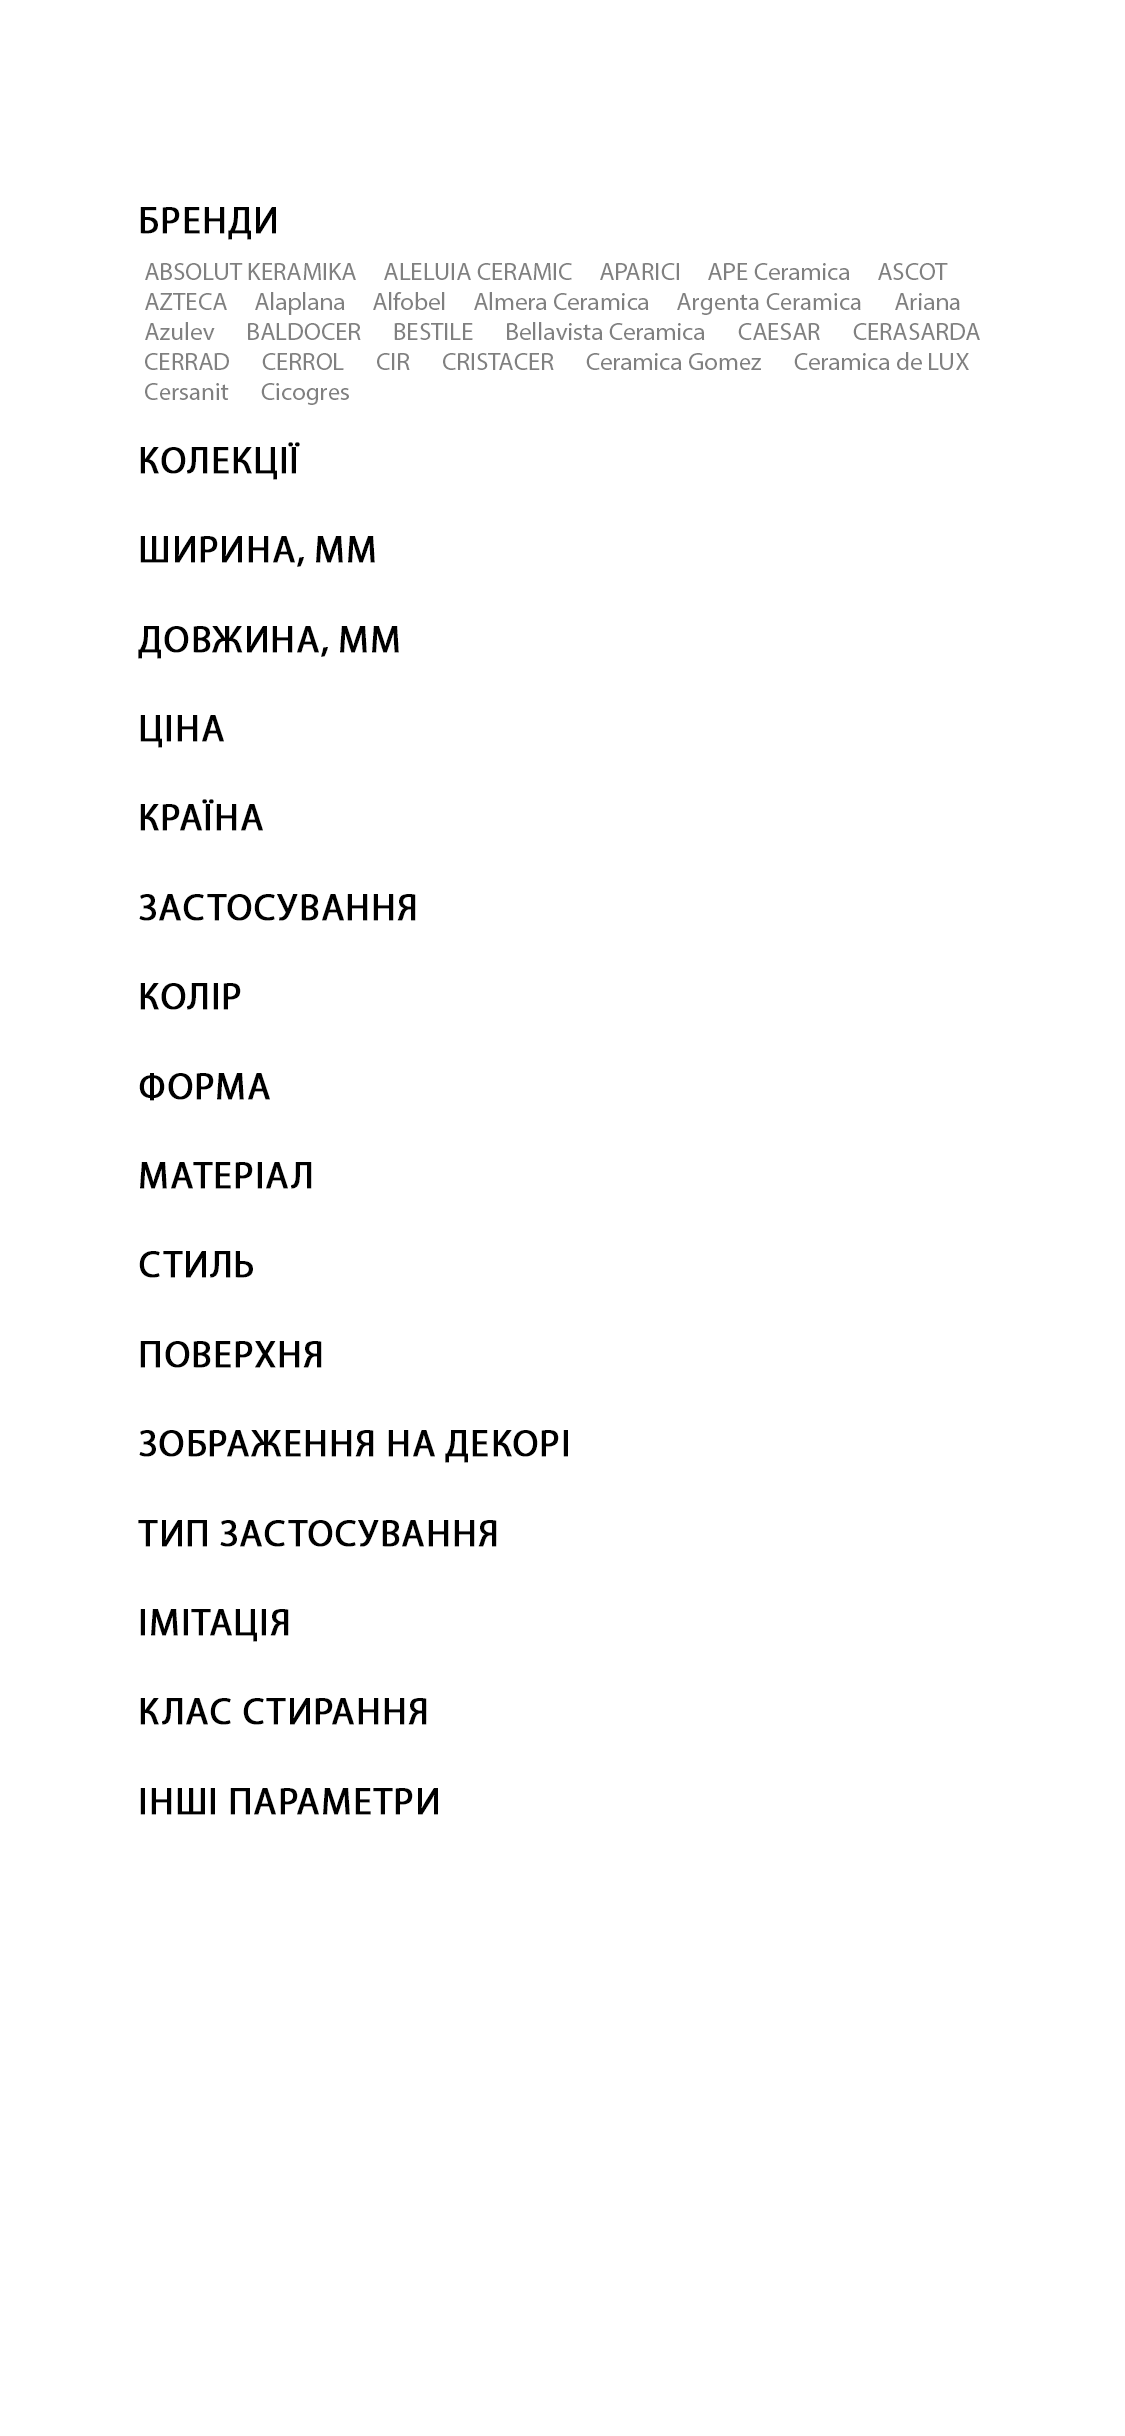 БРЕНДИ
ABSOLUT KERAMIKA ALELUIA CERAMIC APARICI APE Ceramica ASCOT
AZTECA Alaplana Alfobel Almera Ceramica Argenta Ceramica Ariana
Azulev BALDOCER BESTILE Bellavista Ceramica CAESAR CERASARDA
CERRAD CERROL CIR CRISTACER Ceramica Gomez Ceramica de LUX
Cersanit Cicogres
КОЛЕКЦІЇ
ШИРИНА, ММ
ДОВЖИНА, ММ
ЦІНА
КРАЇНА
ЗАСТОСУВАННЯ
КОЛІР
ФОРМА
МАТЕРІАЛ
СТИЛЬ
ПОВЕРХНЯ
ЗОБРАЖЕННЯ НА ДЕКОРІ
ТИП ЗАСТОСУВАННЯ
ІМІТАЦІЯ
КЛАС СТИРАННЯ
ІНШІ ПАРАМЕТРИ